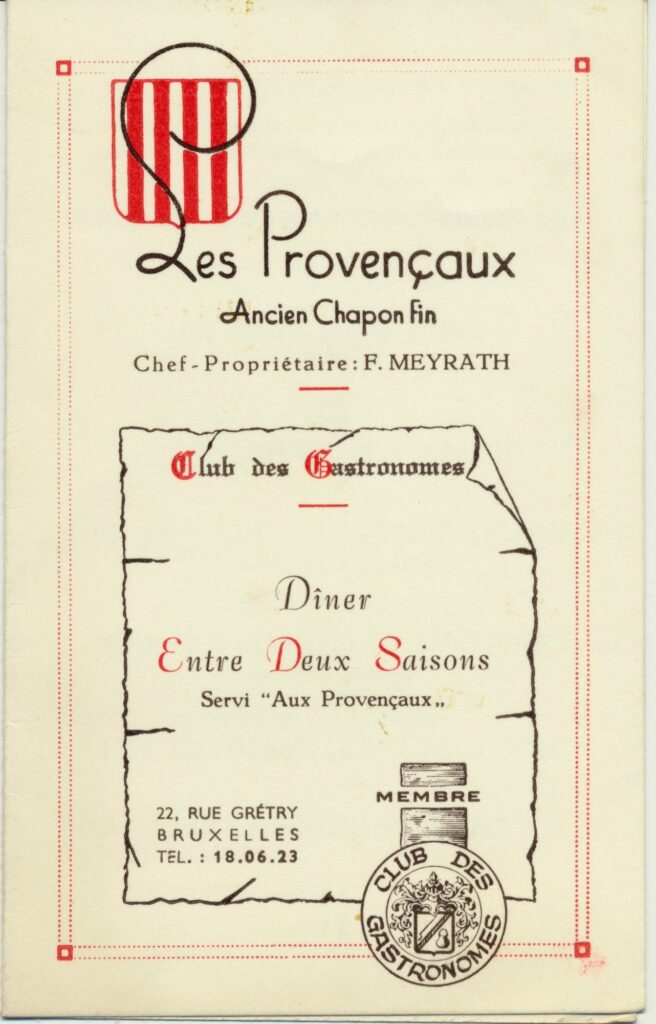 Les Provençaux
Ancien Chapon Fin
Chef-Propriétaire: F. MEYRATH
Club des Gastronomes
Dîner
Entre Deux Saisons
Servi "Aux Provençaux„
22, RUE GRÉTRY
BRUXELLES
TEL. : 18.06.23
MEMBRE
CLUB DES
GASTRONOMES